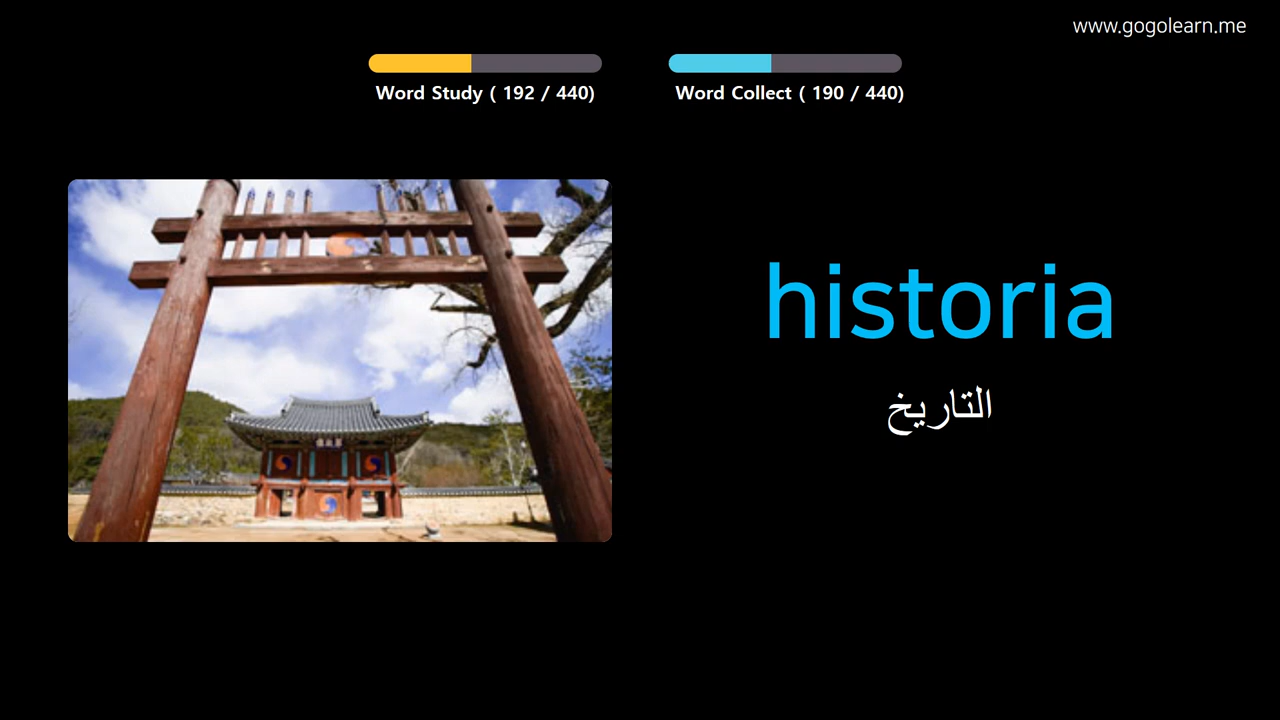 www.gogolearn.me
Word Study ( 192 / 440)
Word Collect ( 190 / 440)
historia
التاريخ